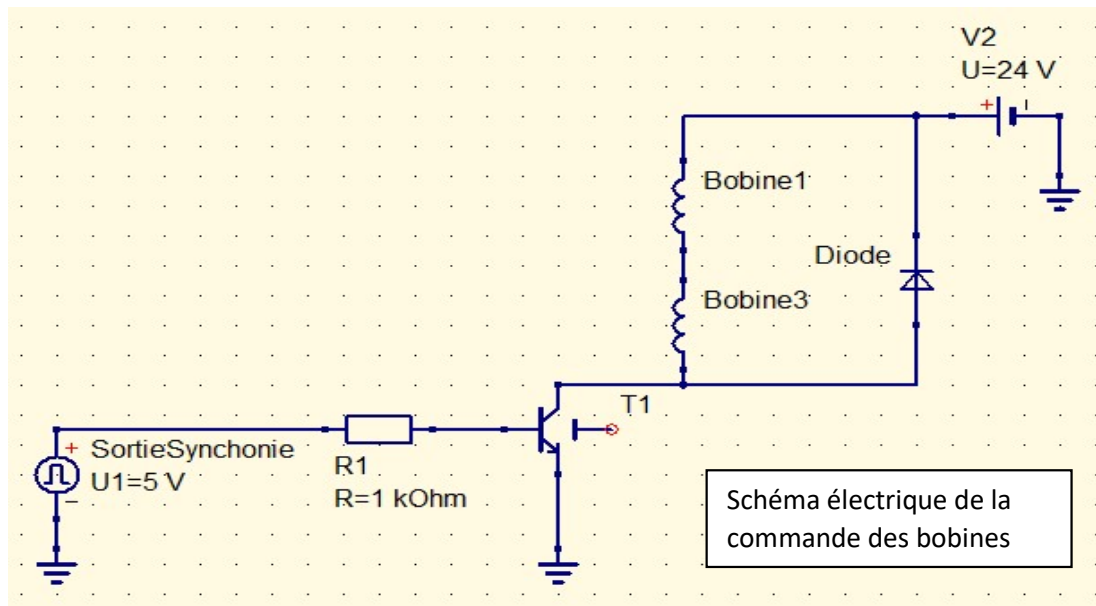 V2
U=24 V
+
Bobine1
Diode
Bobine3
T1
+
SortieSynchonie
U1=5 V
R1
R=1 kOhm
Schéma électrique de la
commande des bobines